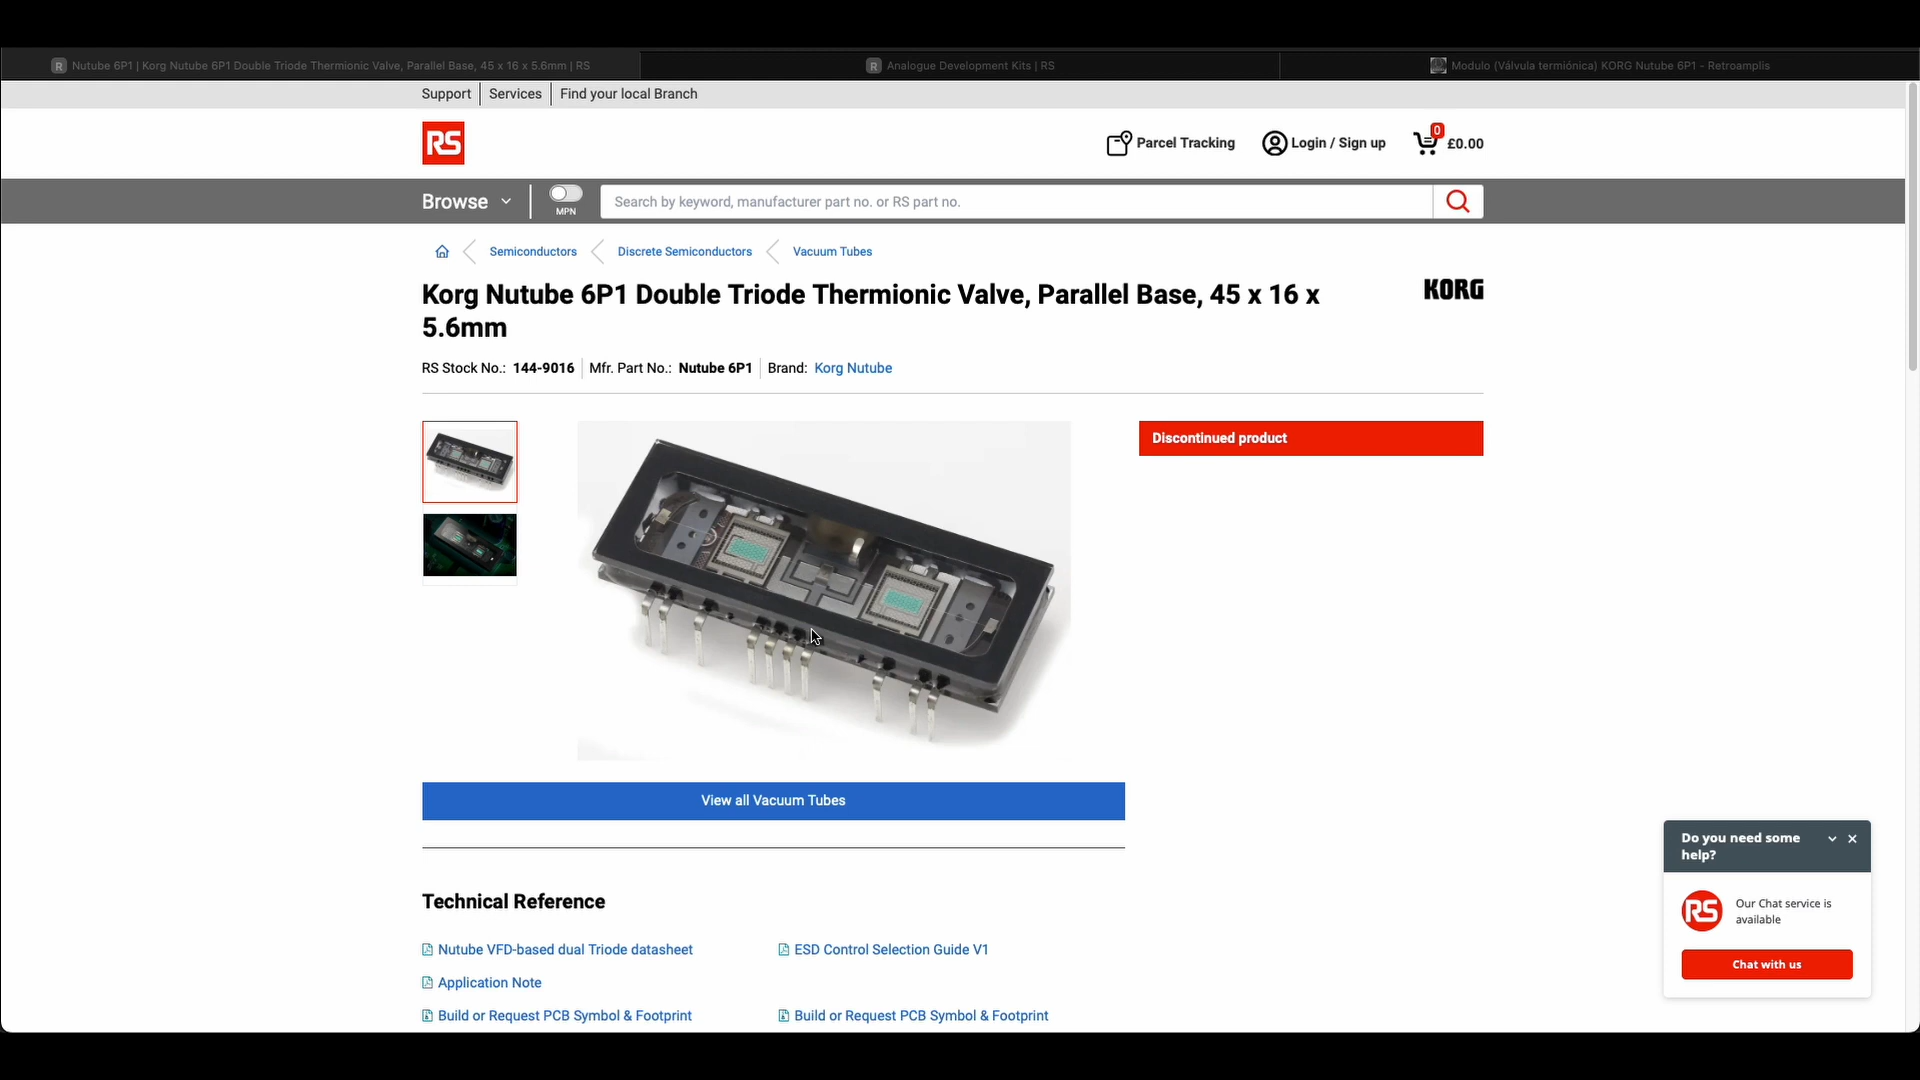 Nutube 6P1 | Korg Nutube 6P1 Double Triode Thermionic Valve, Parallel Base, 45 x 16 x 5.6mm | RS
Analogue Development Kits | RS
Modulo (Válvula termiónica) KORG Nutube 6P1 - Retroamplis
Support
Services
Find your local Branch
RS
Parcel Tracking
Login / Sign up
0
£0.00
Browse
MPN
Search by keyword, manufacturer part no. or RS part no.
Semiconductors
Discrete Semiconductors
Vacuum Tubes
Korg Nutube 6P1 Double Triode Thermionic Valve, Parallel Base, 45 x 16 x
5.6mm
KORG
RS Stock No.: 144-9016
Mfr. Part No.: Nutube 6P1
Brand: Korg Nutube
Discontinued product
View all Vacuum Tubes
Technical Reference
Nutube VFD-based dual Triode datasheet
ESD Control Selection Guide V1
Application Note
Build or Request PCB Symbol & Footprint
Build or Request PCB Symbol & Footprint
Do you need some
help?
RS
Our Chat service is
available
Chat with us